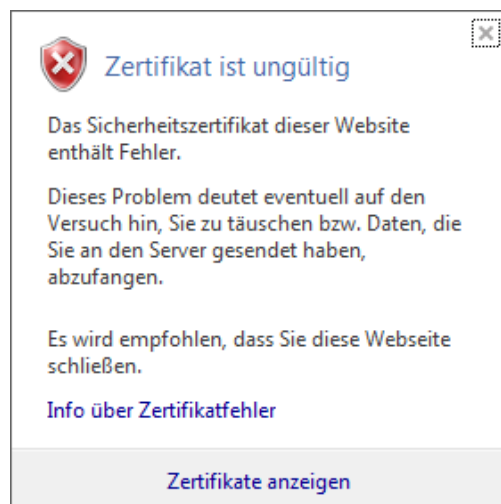 Zertifikat ist ungültig
Das Sicherheitszertifikat dieser Website
enthält Fehler.
Dieses Problem deutet eventuell auf den
Versuch hin, Sie zu täuschen bzw. Daten, die
Sie an den Server gesendet haben,
abzufangen.
Es wird empfohlen, dass Sie diese Webseite
schließen.
Info über Zertifikatfehler
Zertifikate anzeigen